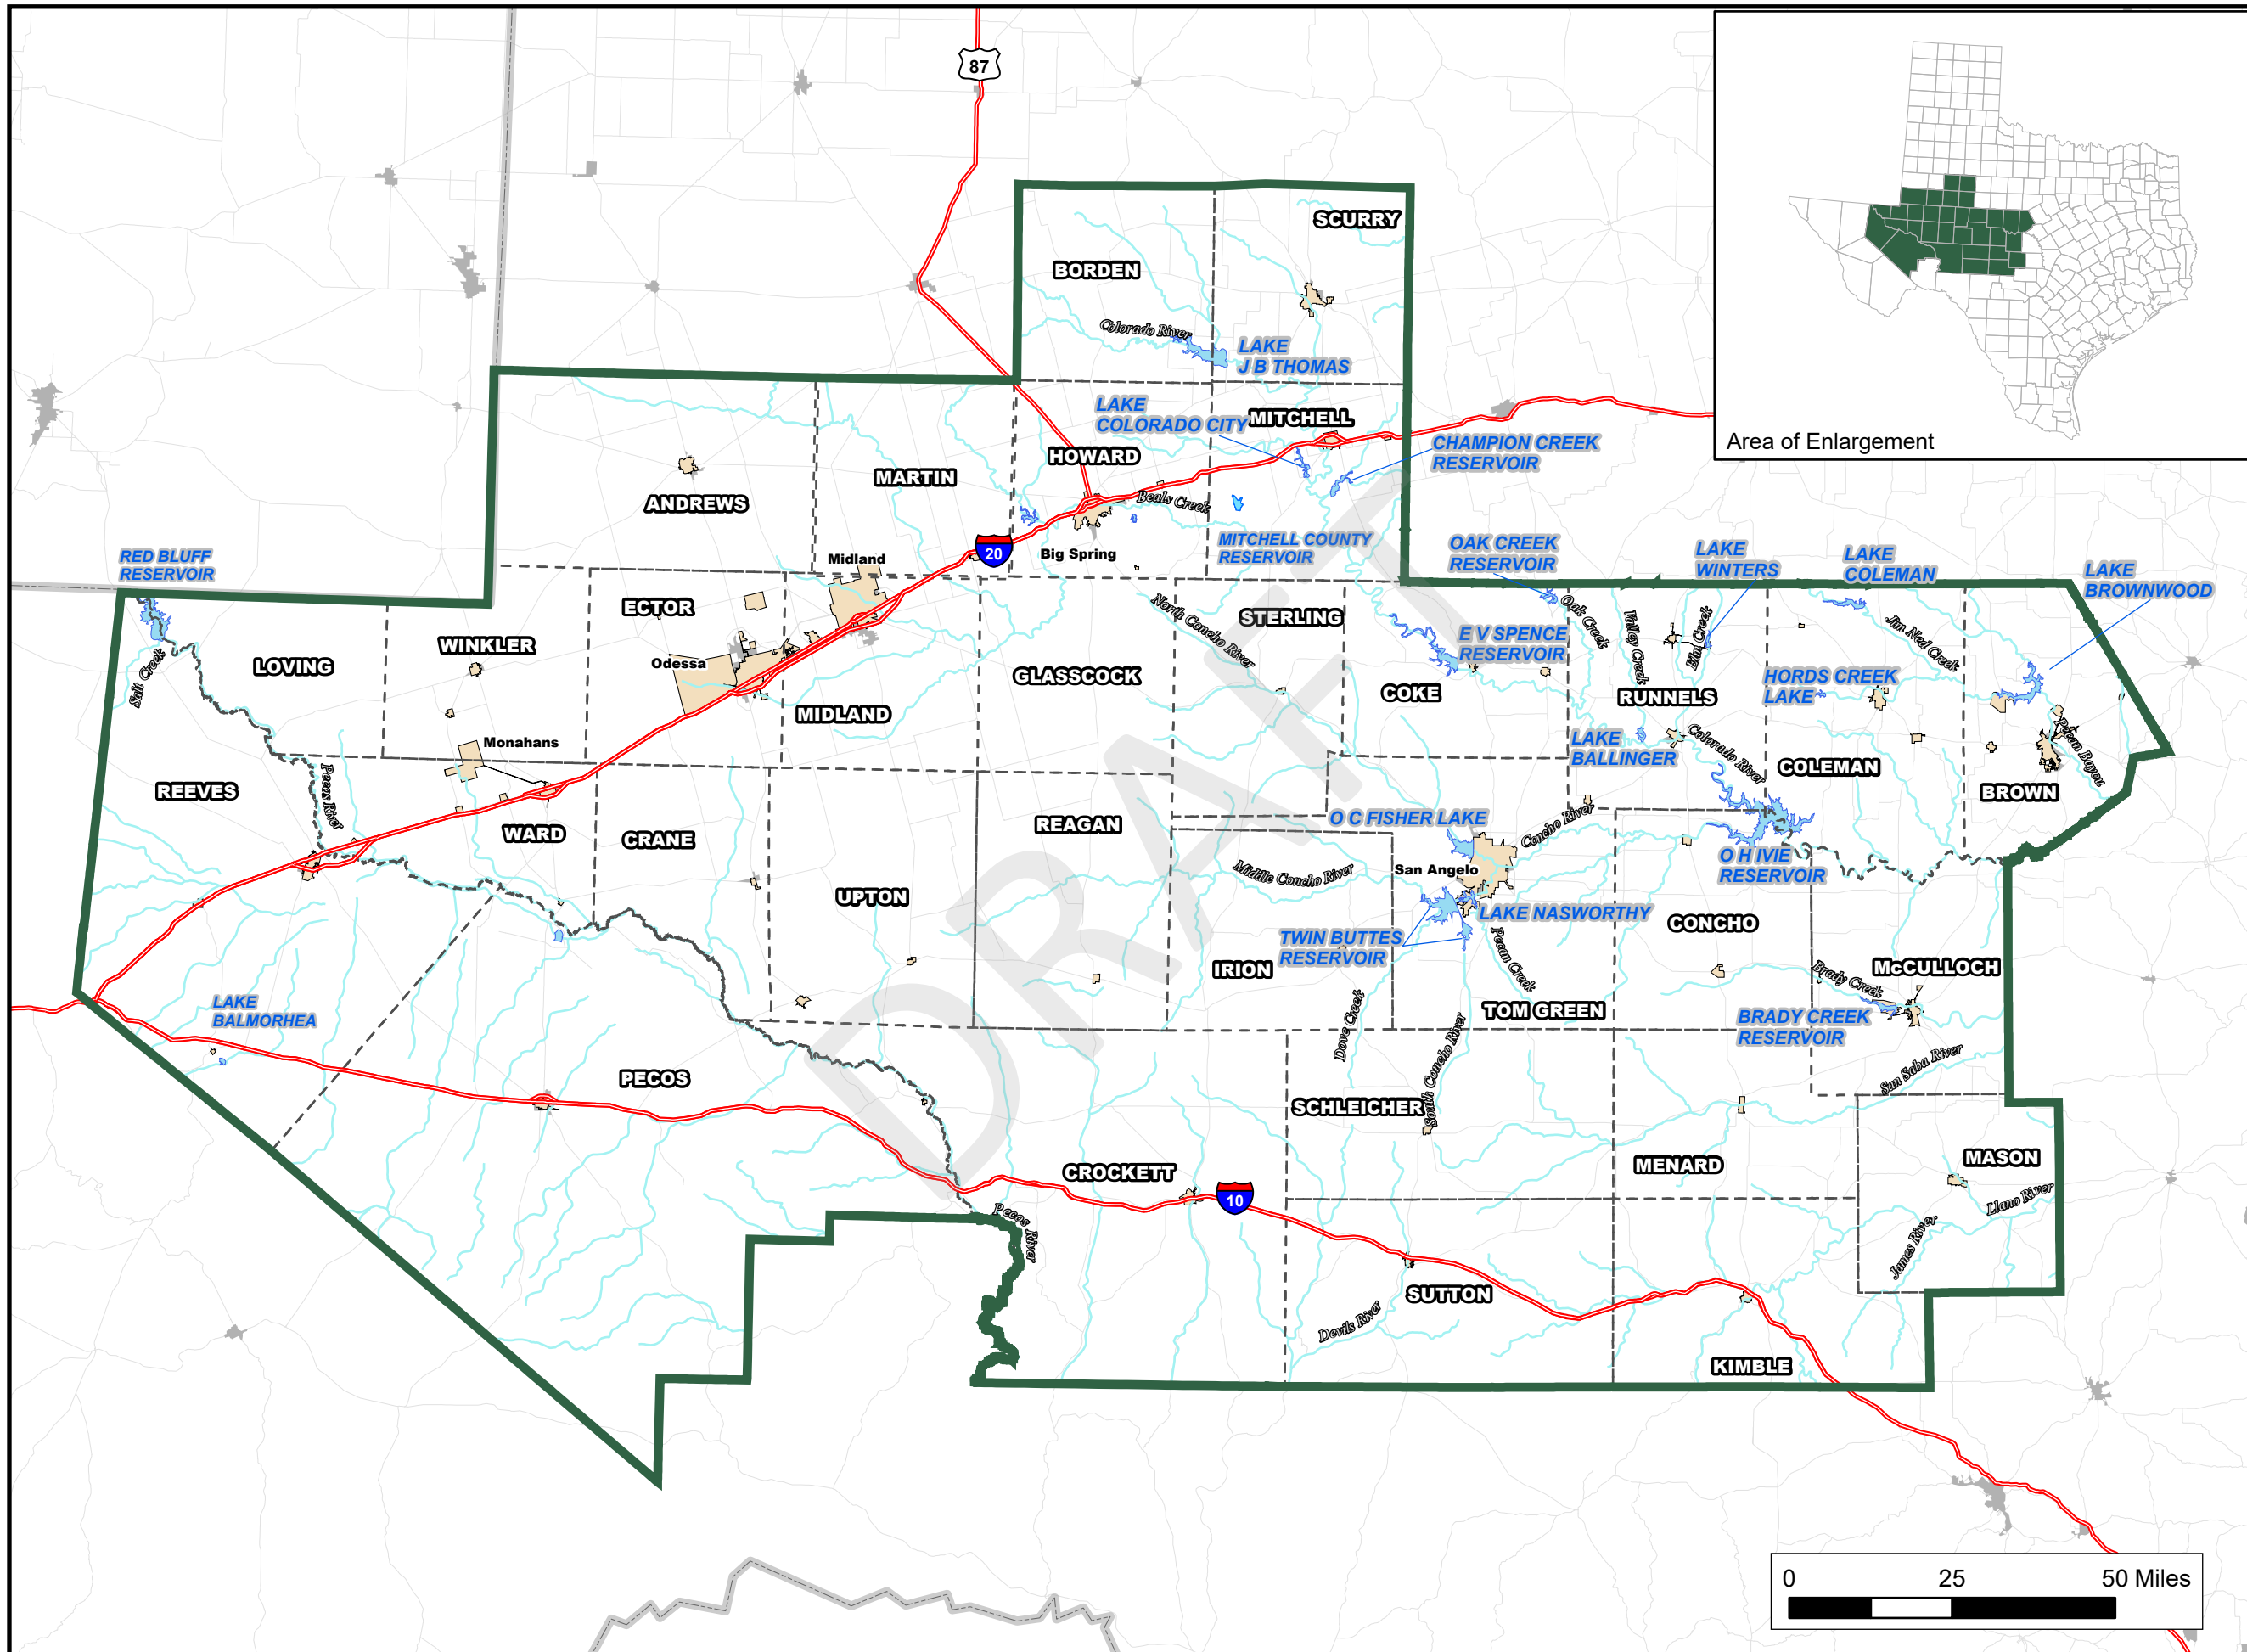 87
SCURRY
BORDEN
Colorado River
LAKE
J B THOMAS
Area of Enlargement
LAKE
COLORADO CITY
MITCHELL
CHAMPION CREEK
RESERVOIR
HOWARD
MARTIN
ANDREWS
Beals Creek
MITCHELL COUNTY
RESERVOIR
20
Big Spring
Midland
OAK CREEK
RESERVOIR
LAKE
WINTERS
LAKE
COLEMAN
LAKE
BROWNWOOD
RED BLUFF
RESERVOIR
ECTOR
North Concho River
STERLING
Oak Creek
Valley Creek
Elm Creek
Jim Ned Creek
E V SPENCE
RESERVOIR
WINKLER
LOVING
Salt Creek
Odessa
GLASSCOCK
COKE
RUNNELS
HORDS CREEK
LAKE
MIDLAND
Monahans
LAKE
BALLINGER
Colorado River
COLEMAN
Pecan Bayou
BROWN
REEVES
Pecos River
WARD
CRANE
REAGAN
O C FISHER LAKE
Concho River
O H IVIE
RESERVOIR
UPTON
Middle Concho River
San Angelo
LAKE NASWORTHY
CONCHO
TWIN BUTTES
RESERVOIR
Pecan Creek
IRION
McCULLOCH
Brady Creek
TOM GREEN
BRADY CREEK
RESERVOIR
LAKE
BALMORHEA
DRAFT
Dove Creek
South Concho River
San Saba River
PECOS
SCHLEICHER
CROCKETT
MENARD
MASON
10
Llano River
James River
Pecos River
SUTTON
Devils River
KIMBLE
0 25 50 Miles